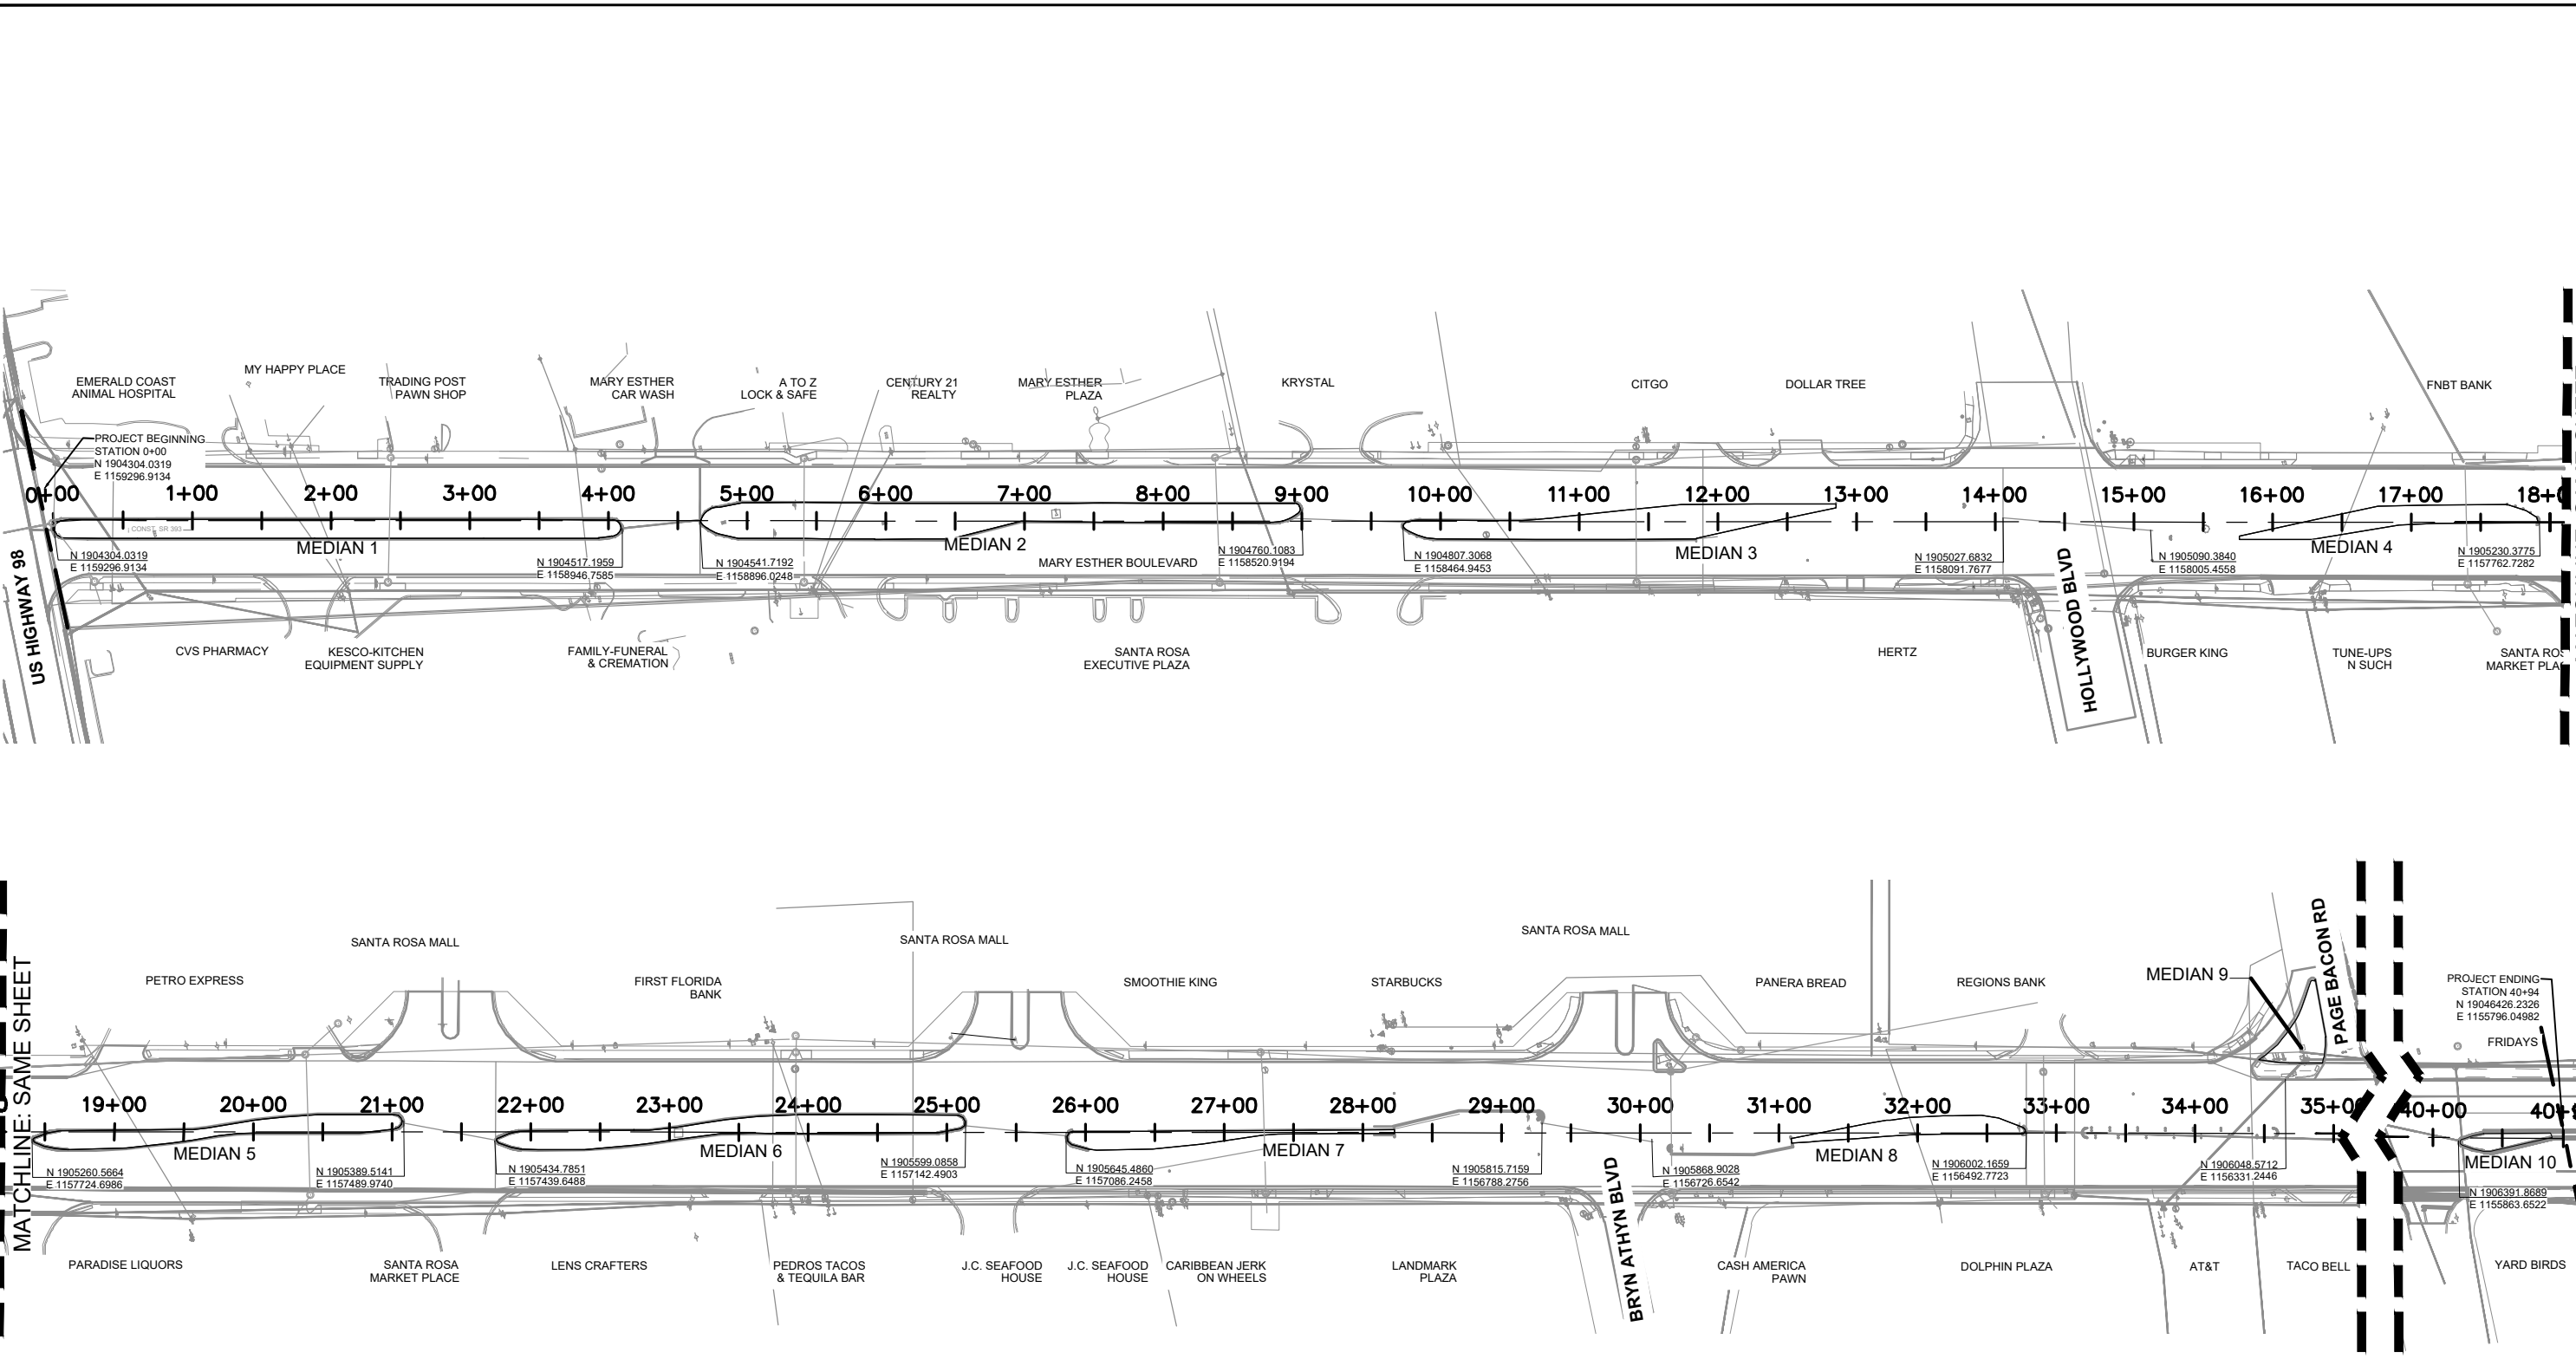 EMERALD COAST
ANIMAL HOSPITAL
MY HAPPY PLACE
TRADING POST
PAWN SHOP
MARY ESTHER
CAR WASH
A TO Z
LOCK & SAFE
CENTURY 21
REALTY
MARY ESTHER
PLAZA
KRYSTAL
CITGO
DOLLAR TREE
FNBT BANK
PROJECT BEGINNING
STATION 0+00
N 1904304.0319
E 1159296.9134
0+00 1+00 2+00 3+00 4+00 5+00 6+00 7+00 8+00 9+00 10+00 11+00 12+00 13+00 14+00 15+00 16+00 17+00 18+0
CONST. SR 393
MEDIAN 1
MEDIAN 2
MEDIAN 3
MEDIAN 4
N 1904304.0319
E 1159296.9134
N 1904517.1959
E 1158946.7585
N 1904541.7192
E 1158896.0248
MARY ESTHER BOULEVARD
N 1904760.1083
E 1158520.9194
N 1904807.3068
E 1158464.9453
N 1905027.6832
E 1158091.7677
N 1905090.3840
E 1158005.4558
N 1905230.3775
E 1157762.7282
US HIGHWAY 98
HOLLYWOOD BLVD
CVS PHARMACY
KESCO-KITCHEN
EQUIPMENT SUPPLY
FAMILY-FUNERAL
& CREMATION
SANTA ROSA
EXECUTIVE PLAZA
HERTZ
BURGER KING
TUNE-UPS
N SUCH
SANTA ROS
MARKET PLA
MATCHLINE: SAME SHEET
PETRO EXPRESS
SANTA ROSA MALL
FIRST FLORIDA
BANK
SANTA ROSA MALL
SMOOTHIE KING
STARBUCKS
SANTA ROSA MALL
PANERA BREAD
REGIONS BANK
MEDIAN 9
PAGE BACON RD
PROJECT ENDING
STATION 40+94
N 19046426.2326
E 1155796.04982
FRIDAYS
19+00 20+00 21+00 22+00 23+00 24+00 25+00 26+00 27+00 28+00 29+00 30+00 31+00 32+00 33+00 34+00 35+00 40+00
MEDIAN 5
MEDIAN 6
MEDIAN 7
MEDIAN 8
MEDIAN 10
N 1905260.5664
E 1157724.6986
N 1905389.5141
E 1157489.9740
N 1905434.7851
E 1157439.6488
N 1905599.0858
E 1157142.4903
N 1905645.4860
E 1157086.2458
N 1905815.7159
E 1156788.2756
N 1905868.9028
E 1156726.6542
N 1906002.1659
E 1156492.7723
N 1906048.5712
E 1156331.2446
N 1906391.8689
E 1155863.6522
BRYN ATHYN BLVD
PARADISE LIQUORS
SANTA ROSA
MARKET PLACE
LENS CRAFTERS
PEDROS TACOS
& TEQUILA BAR
J.C. SEAFOOD
HOUSE
J.C. SEAFOOD
HOUSE
CARIBBEAN JERK
ON WHEELS
LANDMARK
PLAZA
CASH AMERICA
PAWN
DOLPHIN PLAZA
AT&T
TACO BELL
YARD BIRDS